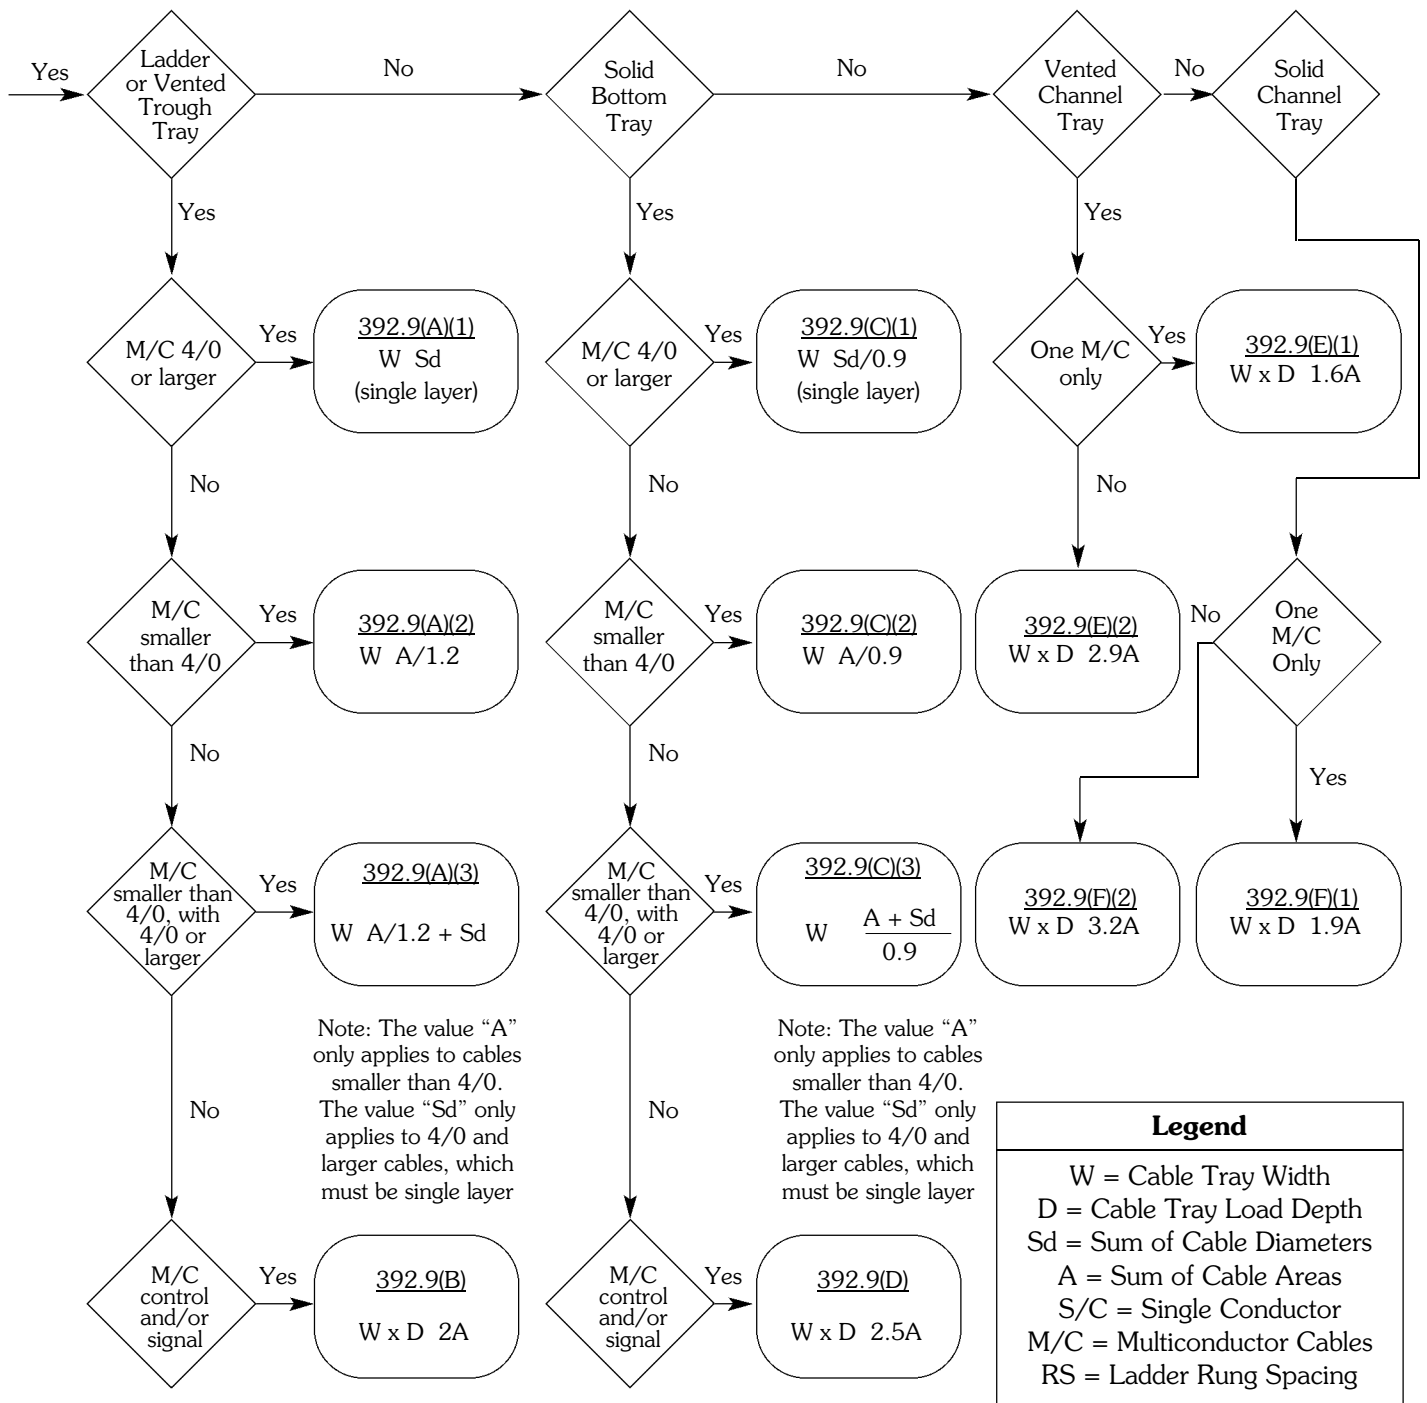 Yes
Ladder
or Vented
Trough
Tray
No
Solid
Bottom
Tray
No
Vented
Channel
Tray
No
Solid
Channel
Tray
Yes
Yes
Yes
M/C 4/0
or larger
Yes
392.9(A)(1)
W Sd
(single layer)
M/C 4/0
or larger
Yes
392.9(C)(1)
W Sd/0.9
(single layer)
One M/C
only
Yes
392.9(E)(1)
W x D 1.6A
No
No
No
M/C
smaller
than 4/0
Yes
392.9(A)(2)
W A/1.2
M/C
smaller
than 4/0
Yes
392.9(C)(2)
W A/0.9
392.9(E)(2)
W x D 2.9A
No
One
M/C
Only
No
No
Yes
M/C
smaller than
4/0, with
4/0 or
larger
Yes
392.9(A)(3)
W A/1.2 + Sd
M/C
smaller than
4/0, with
4/0 or
larger
Yes
392.9(C)(3)
W A + Sd
0.9
392.9(F)(2)
W x D 3.2A
392.9(F)(1)
W x D 1.9A
No
Note: The value “A”
only applies to cables
smaller than 4/0.
The value “Sd” only
applies to 4/0 and
larger cables, which
must be single layer
No
Note: The value “A”
only applies to cables
smaller than 4/0.
The value “Sd” only
applies to 4/0 and
larger cables, which
must be single layer
M/C
control
and/or
signal
Yes
392.9(B)
W x D 2A
M/C
control
and/or
signal
Yes
392.9(D)
W x D 2.5A
Legend
W = Cable Tray Width
D = Cable Tray Load Depth
Sd = Sum of Cable Diameters
A = Sum of Cable Areas
S/C = Single Conductor
M/C = Multiconductor Cables
RS = Ladder Rung Spacing